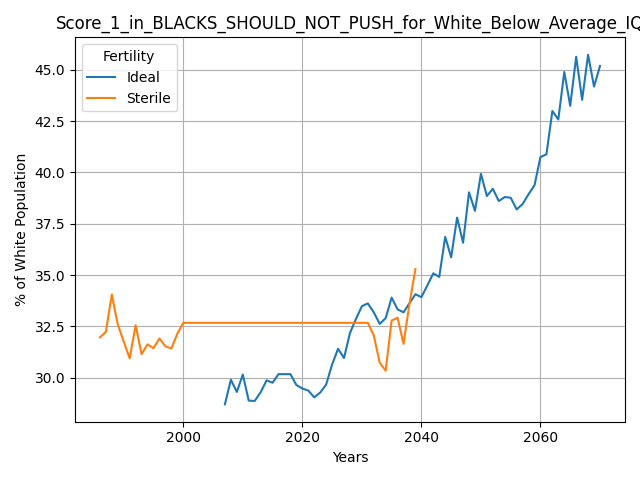 Score_1_in_BLACKS_SHOULD_NOT_PUSH_for_White_Below_Average_IQ
Fertility
Ideal
Sterile
45.0
42.5
40.0
37.5
35.0
32.5
30.0
% of White Population
2000
2020
2040
2060
Years